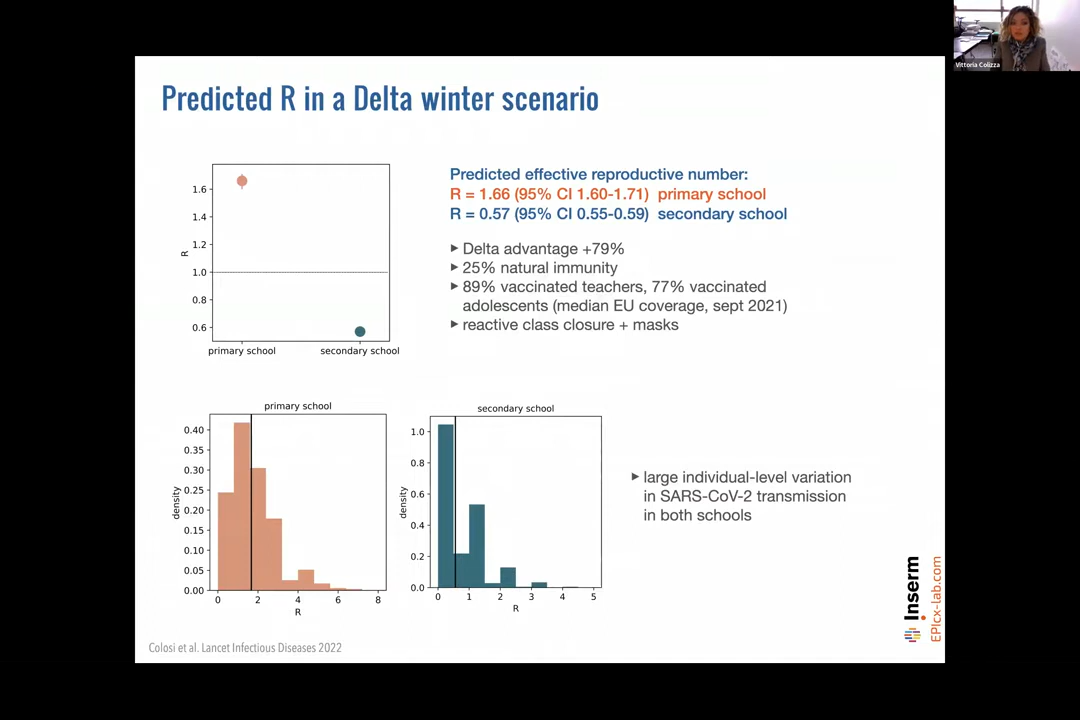 Vittoria Colizza
Predicted R in a Delta winter scenario
Predicted effective reproductive number:
R = 1.66 (95% CI 1.60-1.71) primary school
R = 0.57 (95% CI 0.55-0.59) secondary school
▸ Delta advantage +79%
▸ 25% natural immunity
▸ 89% vaccinated teachers, 77% vaccinated
adolescents (median EU coverage, sept 2021)
▸ reactive class closure + masks
1.6
1.4
1.2
1.0
0.8
0.6
R
primary school
secondary school
primary school
0.40
0.35
0.30
0.25
0.20
0.15
0.10
0.05
0.00
density
0 2 4 6 8
R
secondary school
1.0
0.8
0.6
0.4
0.2
0.0
density
0 1 2 3 4 5
R
▸ large individual-level variation
in SARS-CoV-2 transmission
in both schools
Inserm
EPIcx-lab.com
Colosi et al. Lancet Infectious Diseases 2022